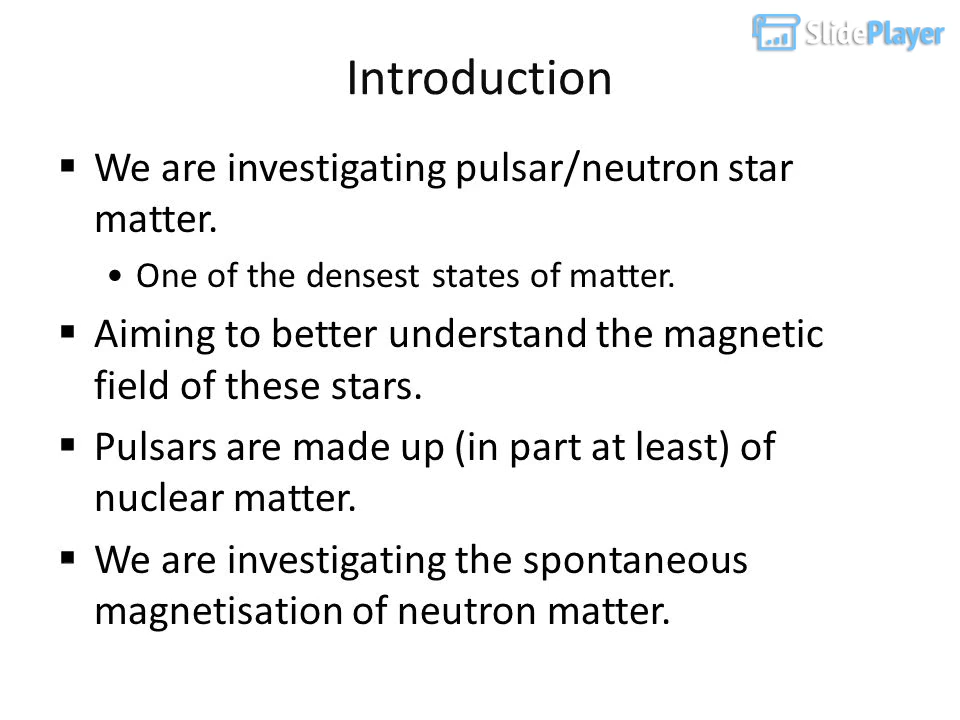 SlidePlayer
Introduction
▪ We are investigating pulsar/neutron star
matter.
• One of the densest states of matter.
▪ Aiming to better understand the magnetic
field of these stars.
▪ Pulsars are made up (in part at least) of
nuclear matter.
▪ We are investigating the spontaneous
magnetisation of neutron matter.